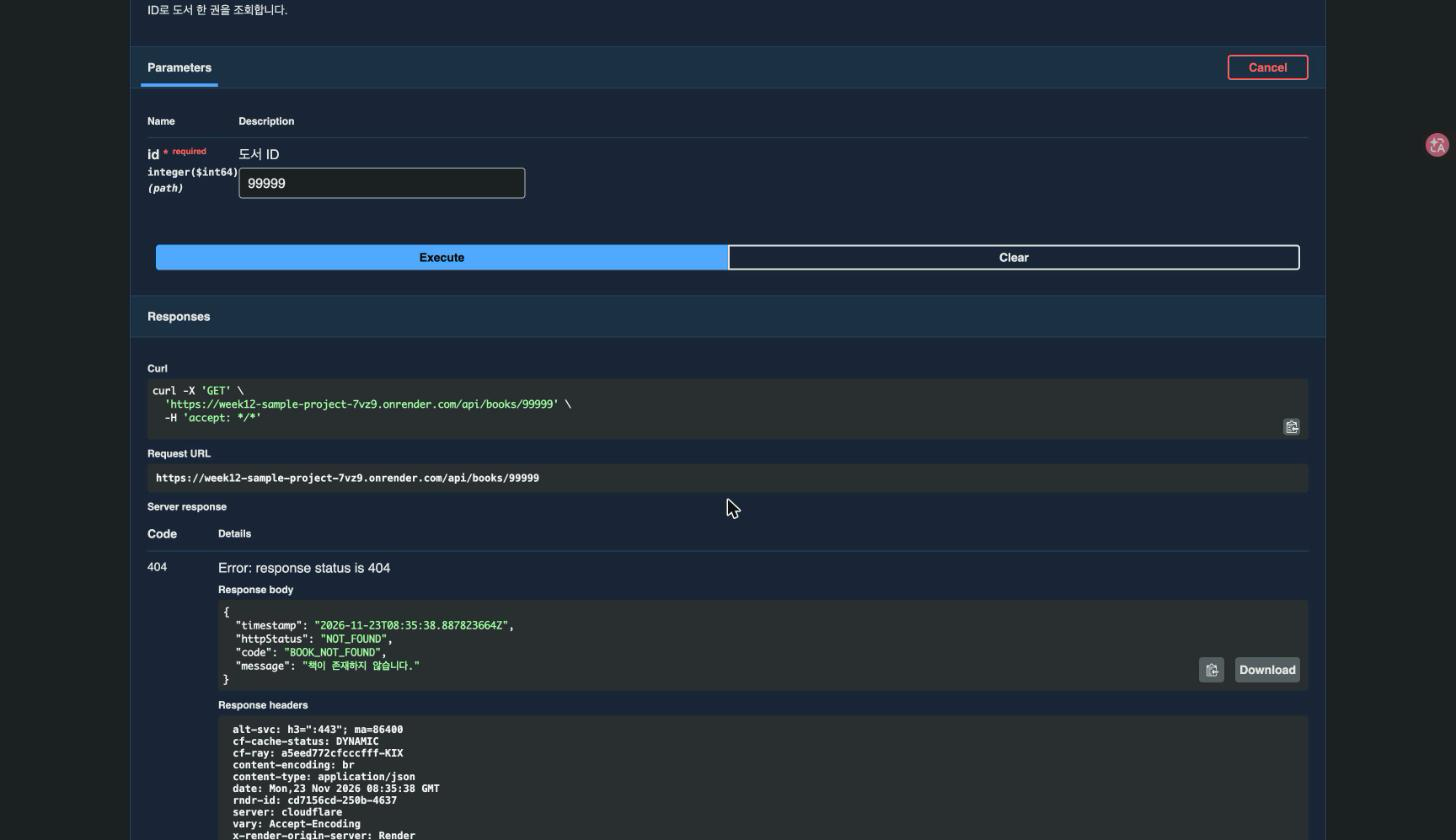 ID로 도서 한 권을 조회합니다.
Parameters
Cancel
Name Description
id * required 도서 ID
integer($int64)
(path)
99999
Execute Clear
Responses
Curl
curl -X 'GET' \
'https://week12-sample-project-7vz9.onrender.com/api/books/99999' \
-H 'accept: */*'
Request URL
https://week12-sample-project-7vz9.onrender.com/api/books/99999
Server response
Code Details
404 Error: response status is 404
Response body
{
"timestamp": "2026-11-23T08:35:38.887823664Z",
"httpStatus": "NOT_FOUND",
"code": "BOOK_NOT_FOUND",
"message": "책이 존재하지 않습니다."
}
Download
Response headers
alt-svc: h3=":443"; ma=86400
cf-cache-status: DYNAMIC
cf-ray: a5eed772cfcccfff-KIX
content-encoding: br
content-type: application/json
date: Mon,23 Nov 2026 08:35:38 GMT
rndr-id: cd7156cd-250b-4637
server: cloudflare
vary: Accept-Encoding
x-render-origin-server: Render